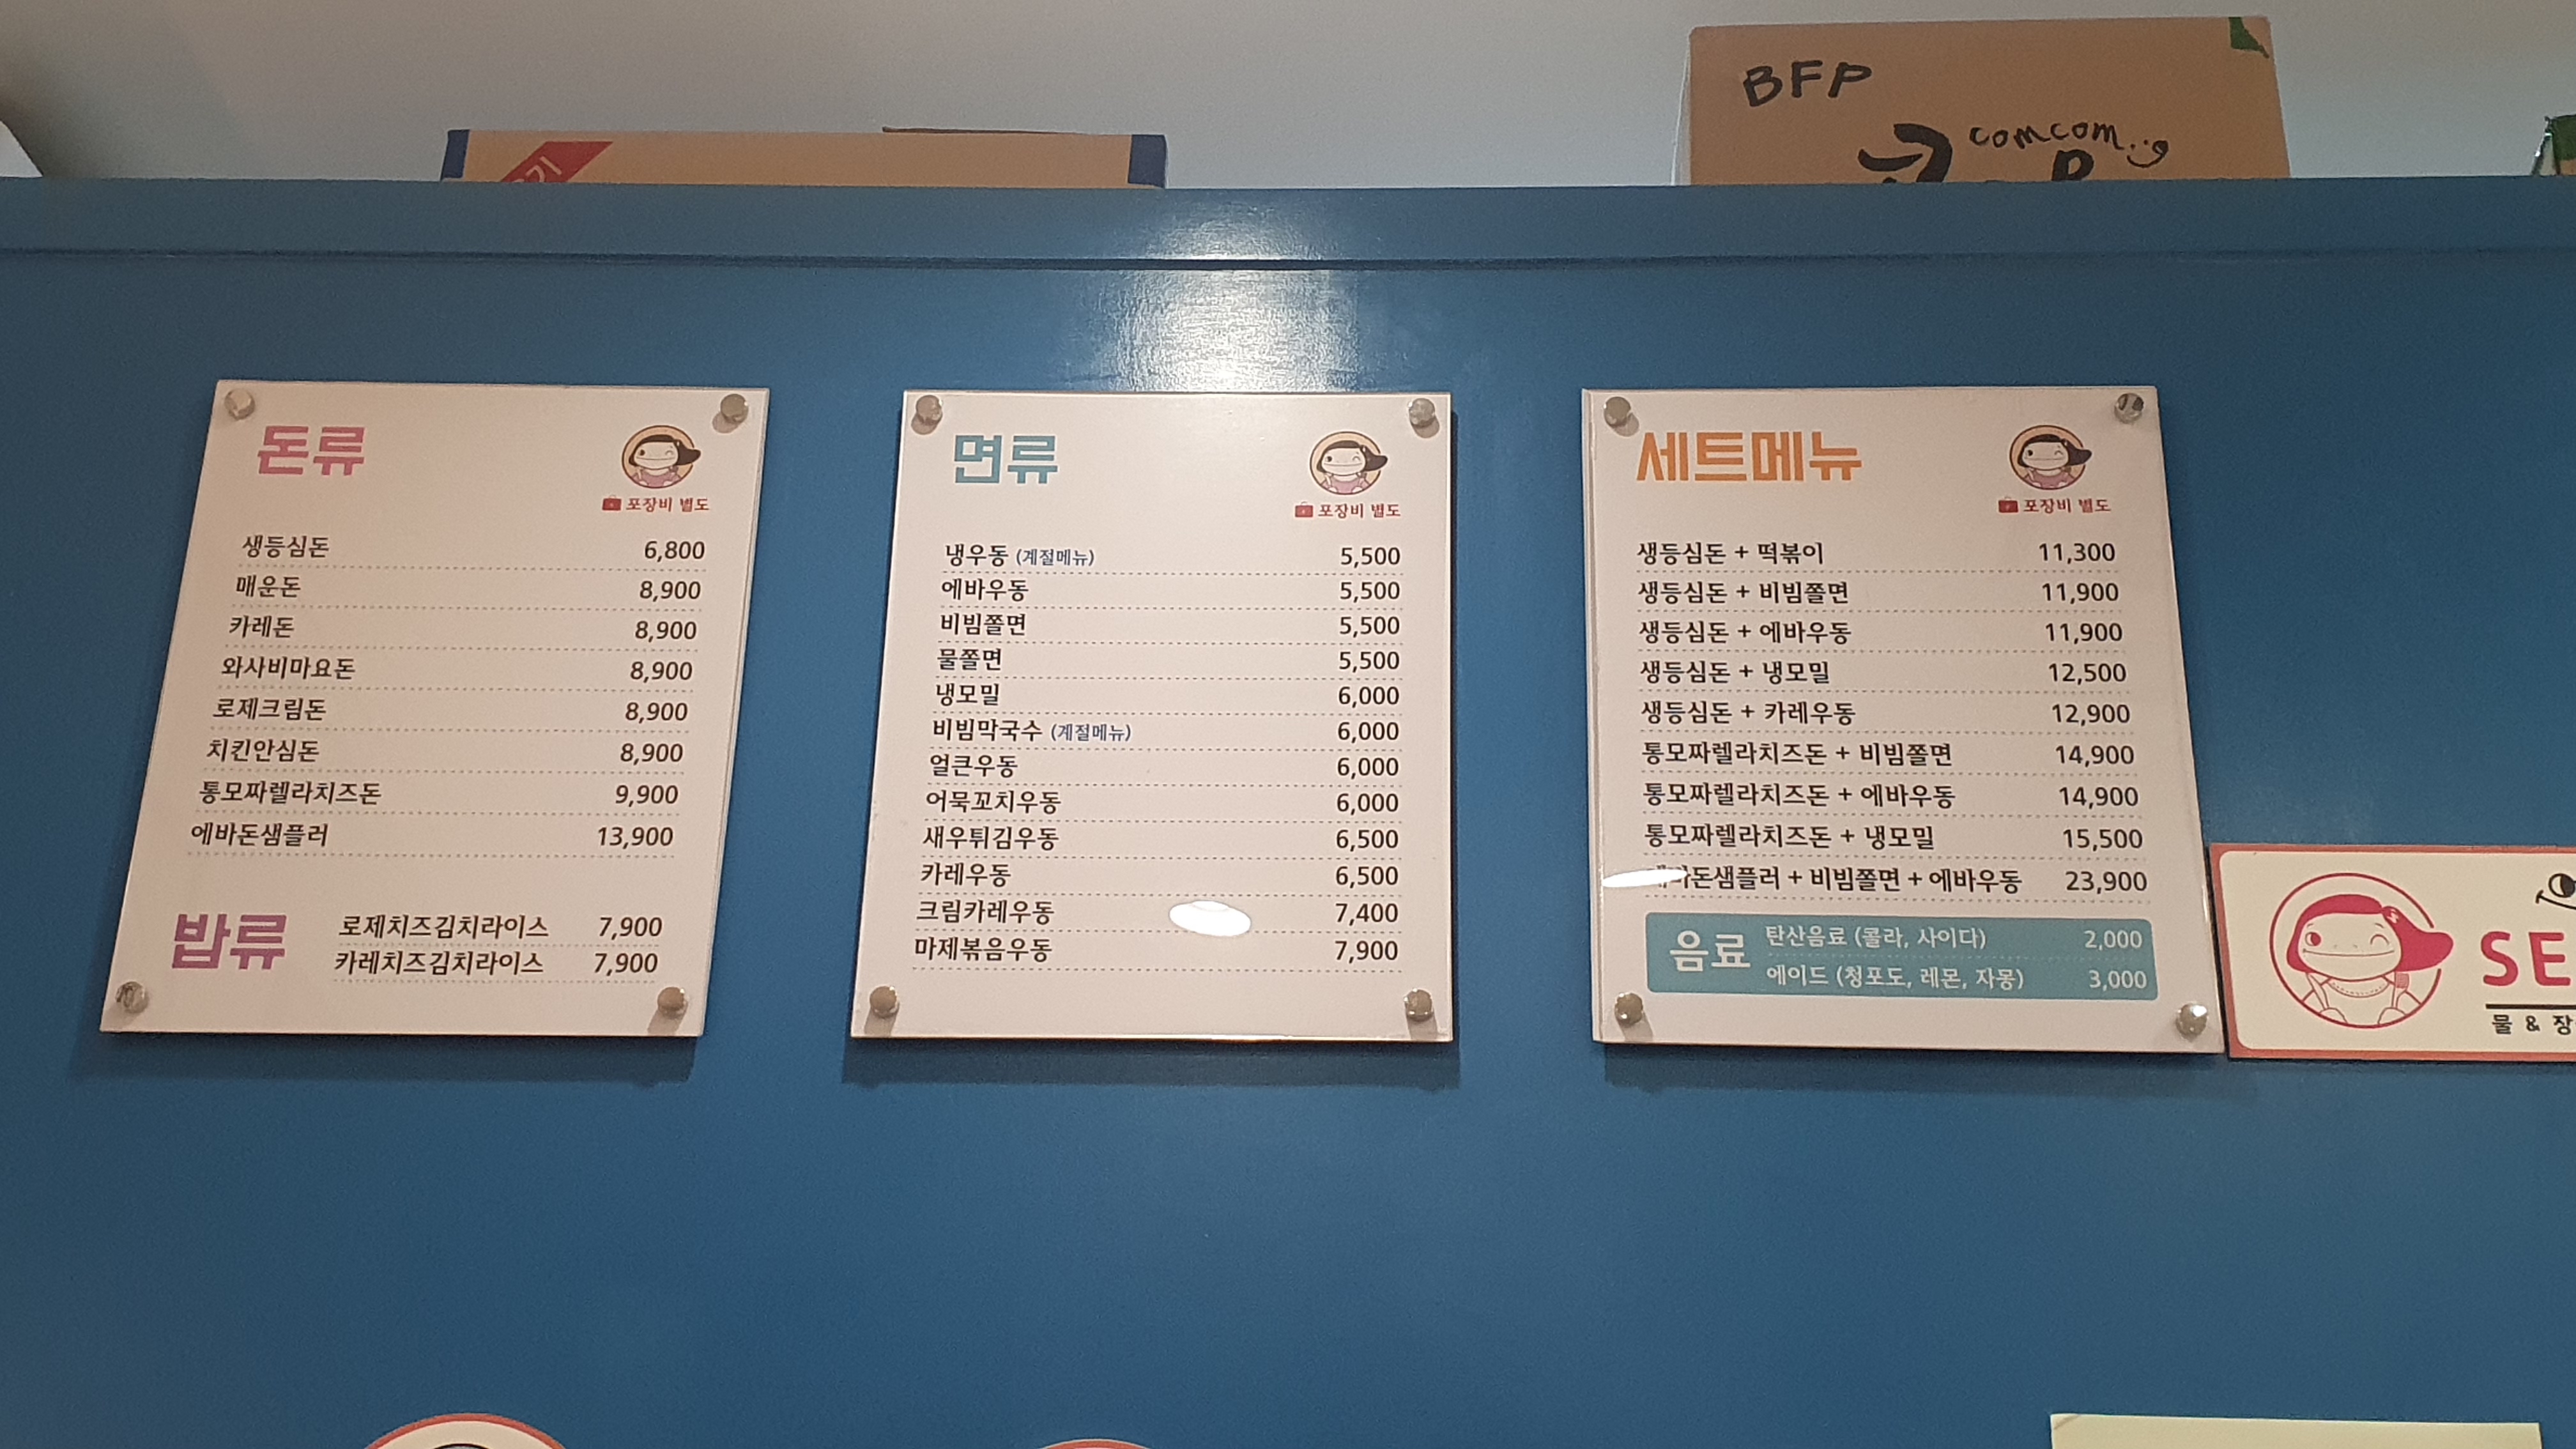 BFP
comcom
돈류
포장비 별도
생등심돈 6,800
매운돈 8,900
카레돈 8,900
와사비마요돈 8,900
로제크림돈 8,900
치킨안심돈 8,900
통모짜렐라치즈돈 9,900
에바돈샘플러 13,900
밥류
로제치즈김치라이스 7,900
카레치즈김치라이스 7,900
면류
포장비 별도
냉우동 (계절메뉴) 5,500
에바우동 5,500
비빔쫄면 5,500
물쫄면 5,500
냉모밀 6,000
비빔막국수 (계절메뉴) 6,000
얼큰우동 6,000
어묵꼬치우동 6,000
새우튀김우동 6,500
카레우동 6,500
크림카레우동 7,400
마제볶음우동 7,900
세트메뉴
포장비 별도
생등심돈 + 떡볶이 11,300
생등심돈 + 비빔쫄면 11,900
생등심돈 + 에바우동 11,900
생등심돈 + 냉모밀 12,500
생등심돈 + 카레우동 12,900
통모짜렐라치즈돈 + 비빔쫄면 14,900
통모짜렐라치즈돈 + 에바우동 14,900
통모짜렐라치즈돈 + 냉모밀 15,500
에바돈샘플러 + 비빔쫄면 + 에바우동 23,900
음료
탄산음료 (콜라, 사이다) 2,000
에이드 (청포도, 레몬, 자몽) 3,000
SE
물 & 장